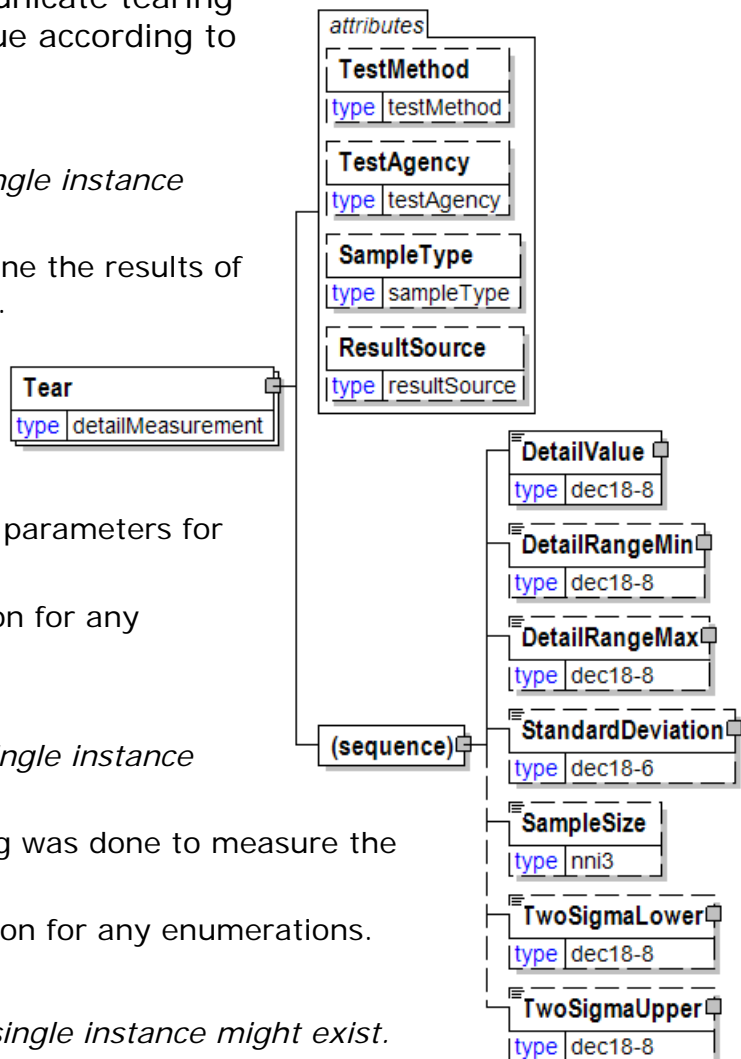 unicate tearing
ue according to
ngle instance
ne the results of
.
parameters for
on for any
ingle instance
g was done to measure the
on for any enumerations.
single instance might exist.
Tear
type detailMeasurement
attributes
TestMethod
type testMethod
TestAgency
type testAgency
SampleType
type sampleType
ResultSource
type resultSource
(sequence)
DetailValue
type dec18-8
DetailRangeMin
type dec18-8
DetailRangeMax
type dec18-8
StandardDeviation
type dec18-6
SampleSize
type nni3
TwoSigmaLower
type dec18-8
TwoSigmaUpper
type dec18-8